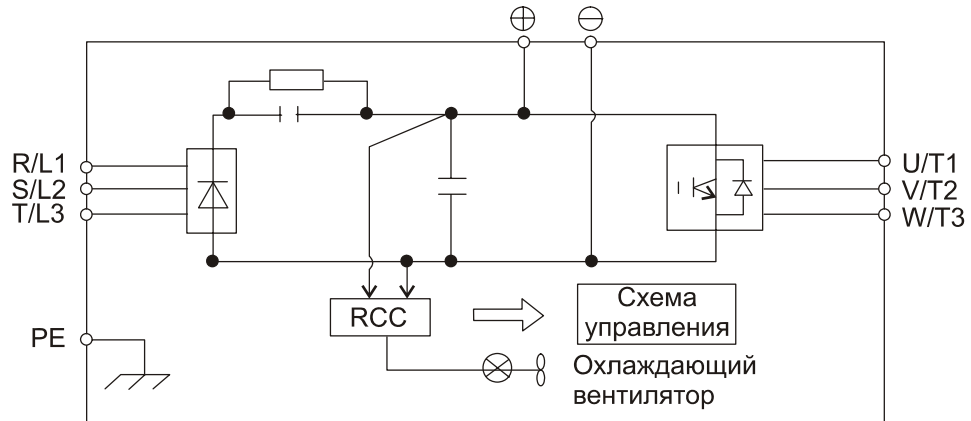 ⊕ ⊖
R/L1
S/L2
T/L3
U/T1
V/T2
W/T3
PE
RCC
Схема
управления
Охлаждающий
вентилятор